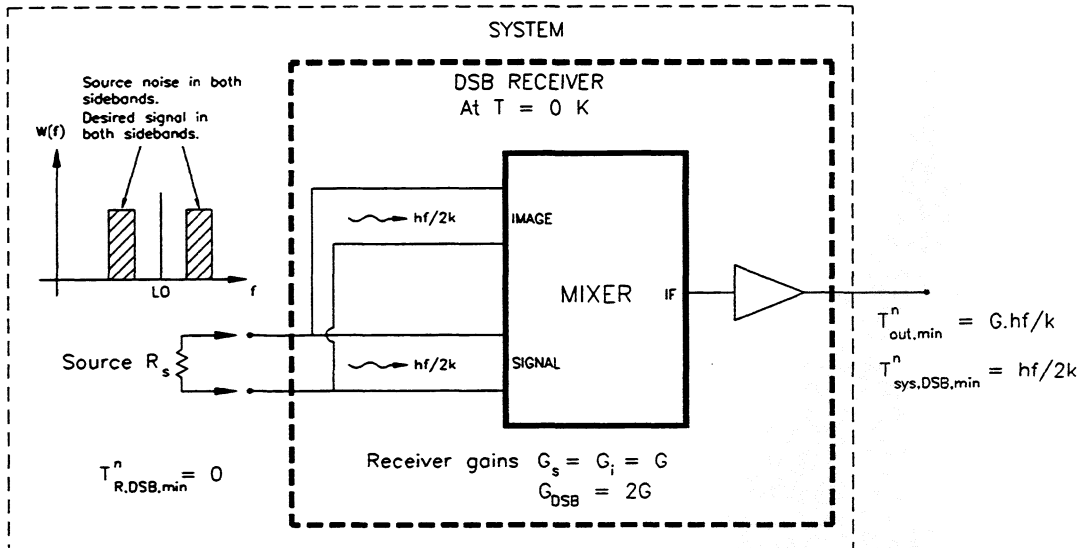 SYSTEM
Source noise in both
sidebands.
Desired signal in
both sidebands.
W(f)
LO
f
DSB RECEIVER
At T = 0 K
hf/2k
IMAGE
MIXER
IF
hf/2k
SIGNAL
Source R_s
T^n_out,min = G.hf/k
T^n_sys,DSB,min = hf/2k
T^n_R,DSB,min = 0
Receiver gains G_s = G_i = G
G_DSB = 2G